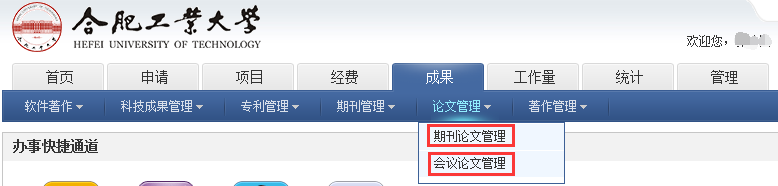 合肥工業大學
HEFEI UNIVERSITY OF TECHNOLOGY
欢迎您，
首页 申请 项目 经费 成果 工作量 统计 管理
软件著作 科技成果管理 专利管理 期刊管理 论文管理 著作管理
期刊论文管理
会议论文管理
办事快捷通道